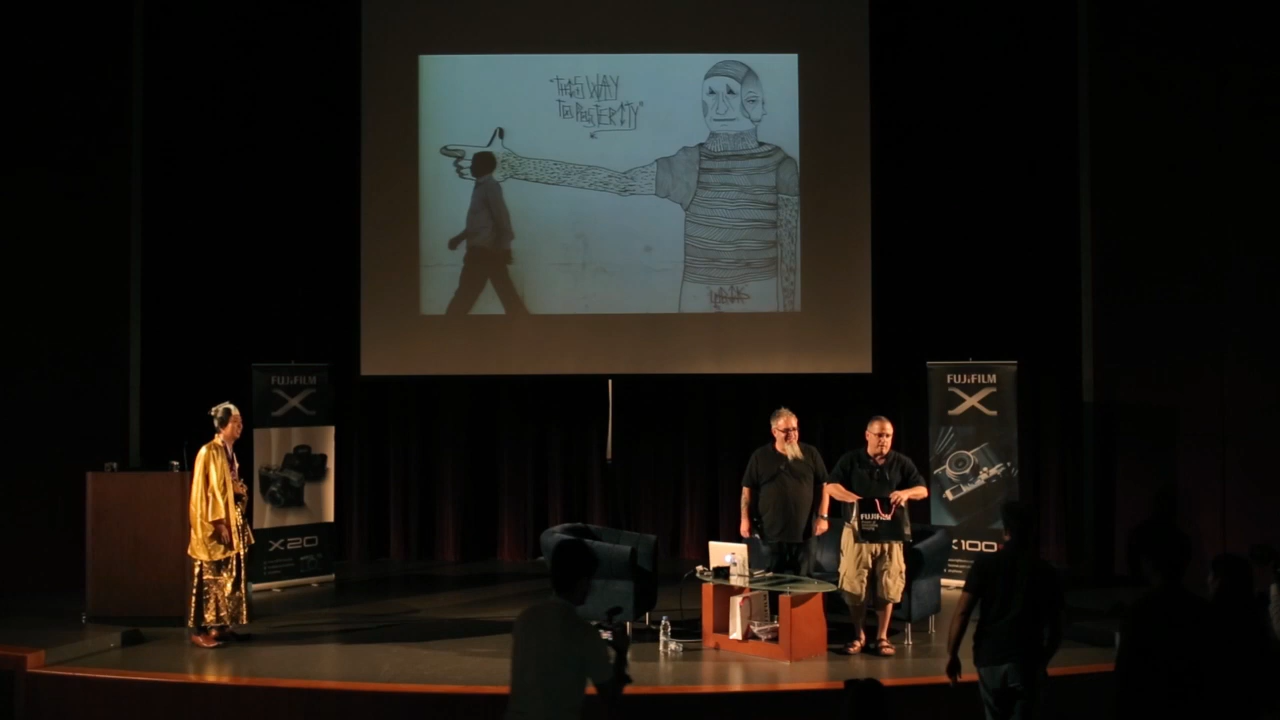 "THIS WAY
TO POSTERITY"
FUJIFILM
X
X20
FUJIFILM
X
X100
FUJIFILM